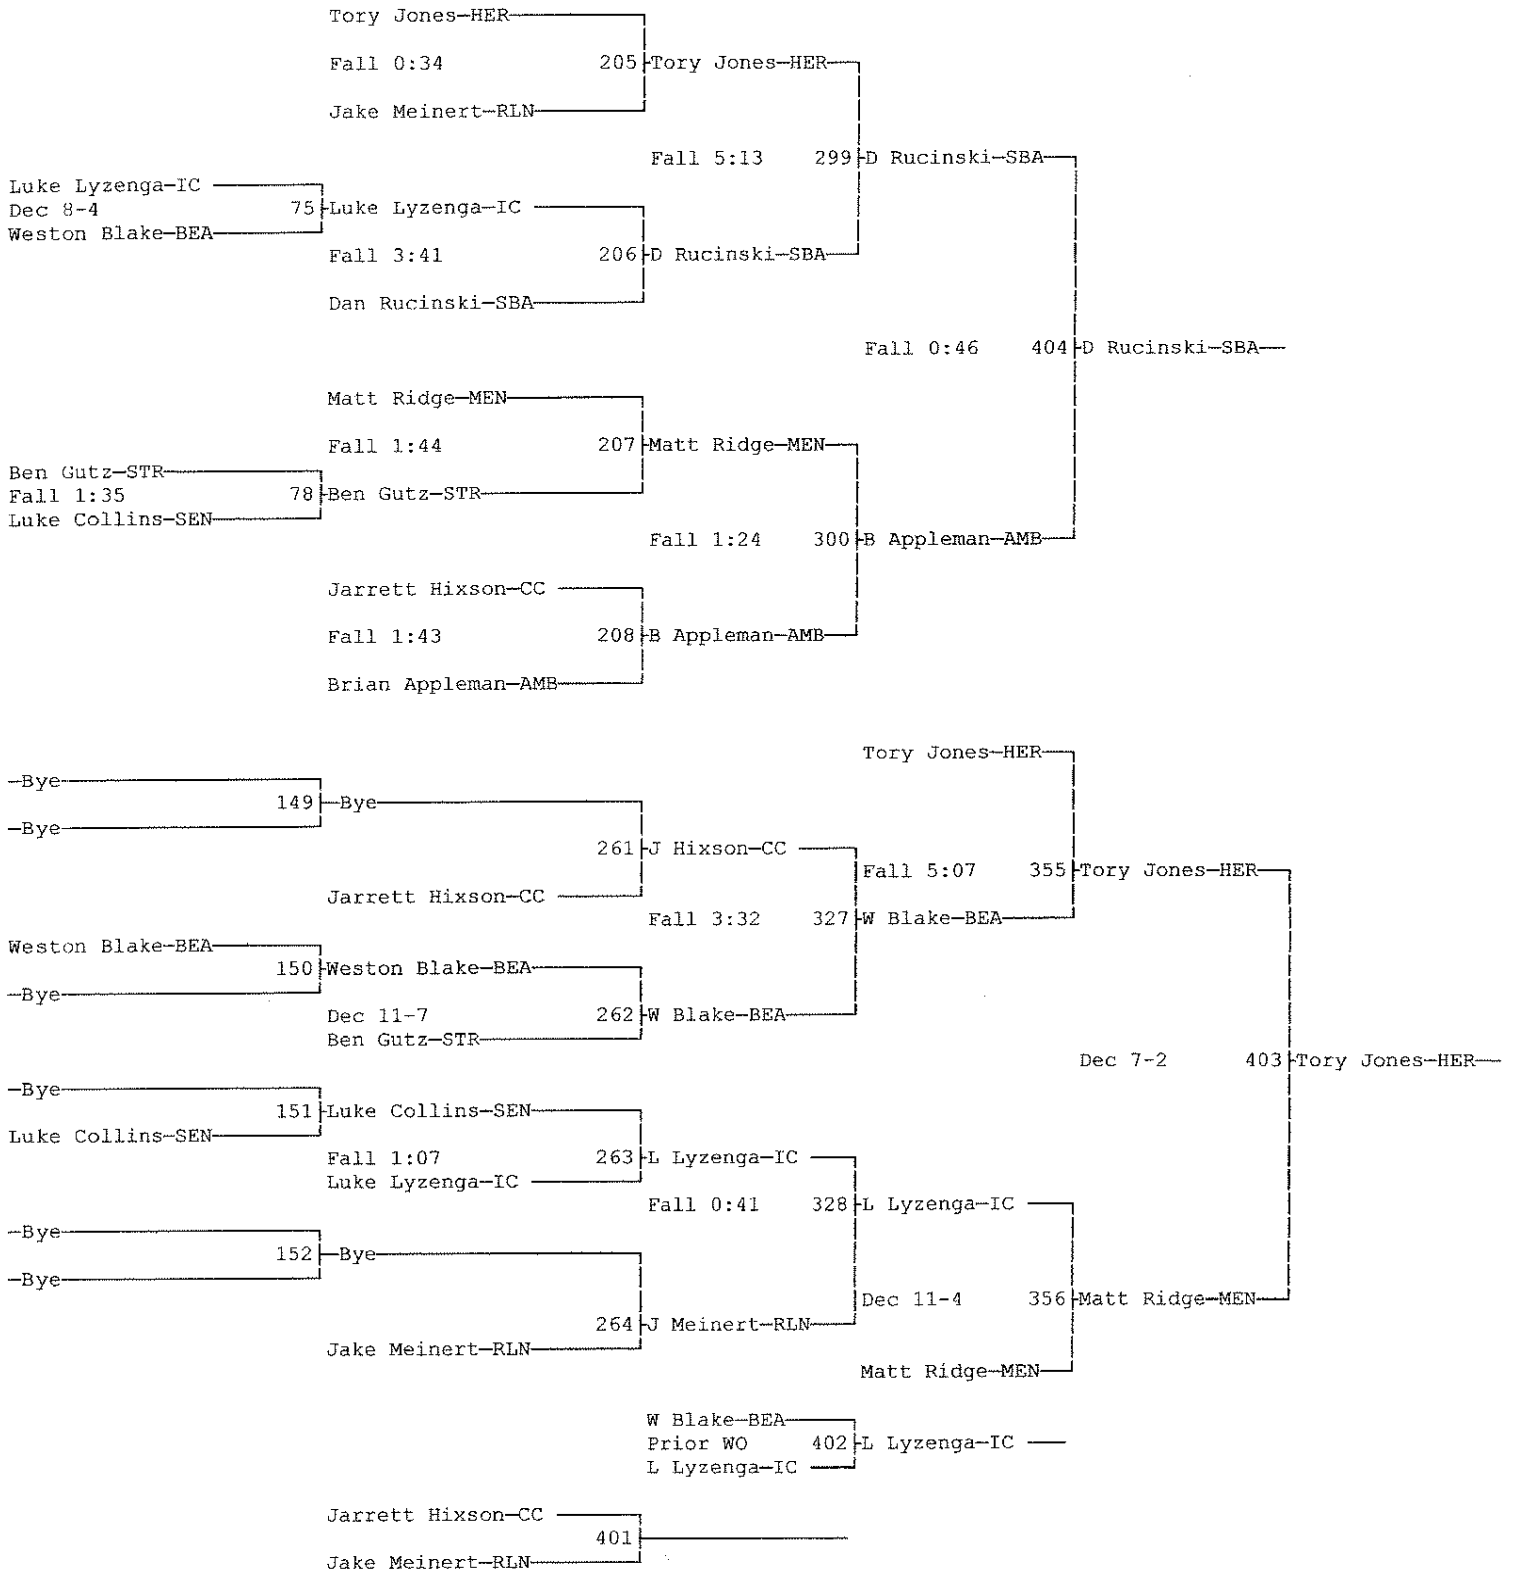 Tory Jones-HER
Fall 0:34 205 Tory Jones-HER
Jake Meinert-RLN
Fall 5:13 299 D Rucinski-SBA
Luke Lyzenga-IC
Dec 8-4 75 Luke Lyzenga-IC
Weston Blake-BEA
Fall 3:41 206 D Rucinski-SBA
Dan Rucinski-SBA
Fall 0:46 404 D Rucinski-SBA
Matt Ridge-MEN
Fall 1:44 207 Matt Ridge-MEN
Ben Gutz-STR
Fall 1:35 78 Ben Gutz-STR
Luke Collins-SEN
Fall 1:24 300 B Appleman-AMB
Jarrett Hixson-CC
Fall 1:43 208 B Appleman-AMB
Brian Appleman-AMB
Tory Jones-HER
-Bye
149 -Bye
-Bye
261 J Hixson-CC
Fall 5:07 355 Tory Jones-HER
Jarrett Hixson-CC
Fall 3:32 327 W Blake-BEA
Weston Blake-BEA
150 Weston Blake-BEA
-Bye
Dec 11-7 262 W Blake-BEA
Ben Gutz-STR
Dec 7-2 403 Tory Jones-HER
-Bye
151 Luke Collins-SEN
Luke Collins-SEN
Fall 1:07 263 L Lyzenga-IC
Luke Lyzenga-IC
Fall 0:41 328 L Lyzenga-IC
-Bye
152 -Bye
-Bye
Dec 11-4 356 Matt Ridge-MEN
264 J Meinert-RLN
Jake Meinert-RLN
Matt Ridge-MEN
W Blake-BEA
Prior WO 402 L Lyzenga-IC
L Lyzenga-IC
Jarrett Hixson-CC
401
Jake Meinert-RLN